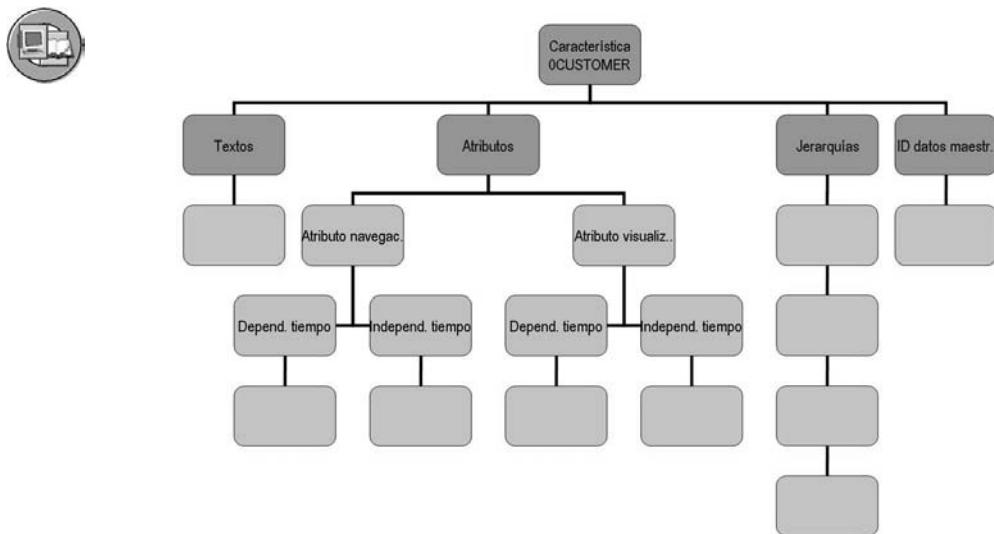 Característica
0CUSTOMER
Textos
Atributos
Jerarquías
ID datos maestr.
Atributo navegac.
Atributo visualiz..
Depend. tiempo
Independ. tiempo
Depend. tiempo
Independ. tiempo